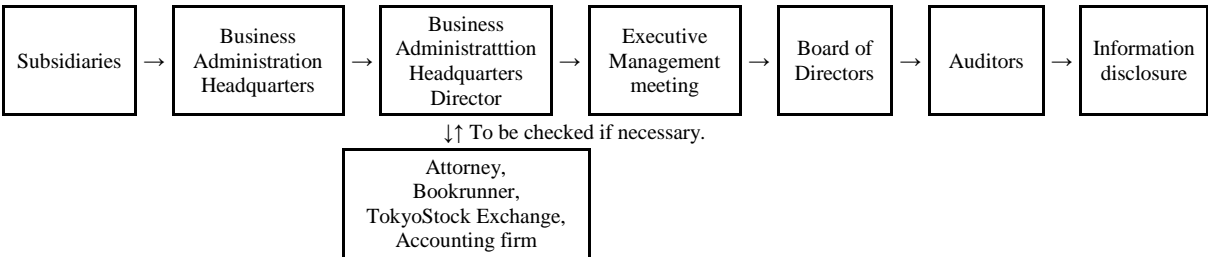 Subsidiaries
→
Business
Administration
Headquarters
→
Business
Administratttion
Headquarters
Director
→
Executive
Management
meeting
→
Board of
Directors
→
Auditors
→
Information
disclosure
↓↑ To be checked if necessary.
Attorney,
Bookrunner,
TokyoStock Exchange,
Accounting firm